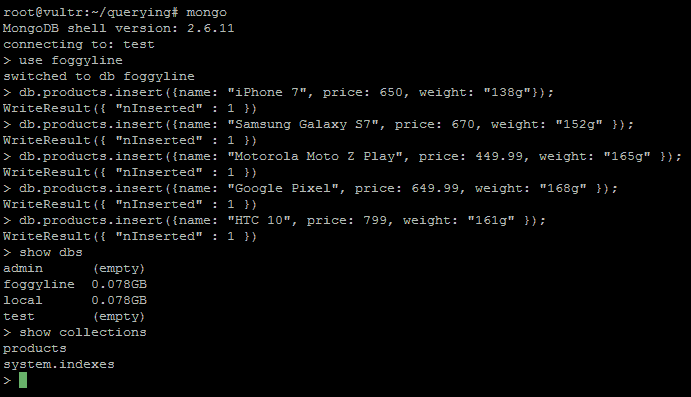 root@vultr:~/querying# mongo
MongoDB shell version: 2.6.11
connecting to: test
> use foggyline
switched to db foggyline
> db.products.insert({name: "iPhone 7", price: 650, weight: "138g"});
WriteResult({ "nInserted" : 1 })
> db.products.insert({name: "Samsung Galaxy S7", price: 670, weight: "152g" });
WriteResult({ "nInserted" : 1 })
> db.products.insert({name: "Motorola Moto Z Play", price: 449.99, weight: "165g" });
WriteResult({ "nInserted" : 1 })
> db.products.insert({name: "Google Pixel", price: 649.99, weight: "168g" });
WriteResult({ "nInserted" : 1 })
> db.products.insert({name: "HTC 10", price: 799, weight: "161g" });
WriteResult({ "nInserted" : 1 })
> show dbs
admin      (empty)
foggyline  0.078GB
local      0.078GB
test       (empty)
> show collections
products
system.indexes
>